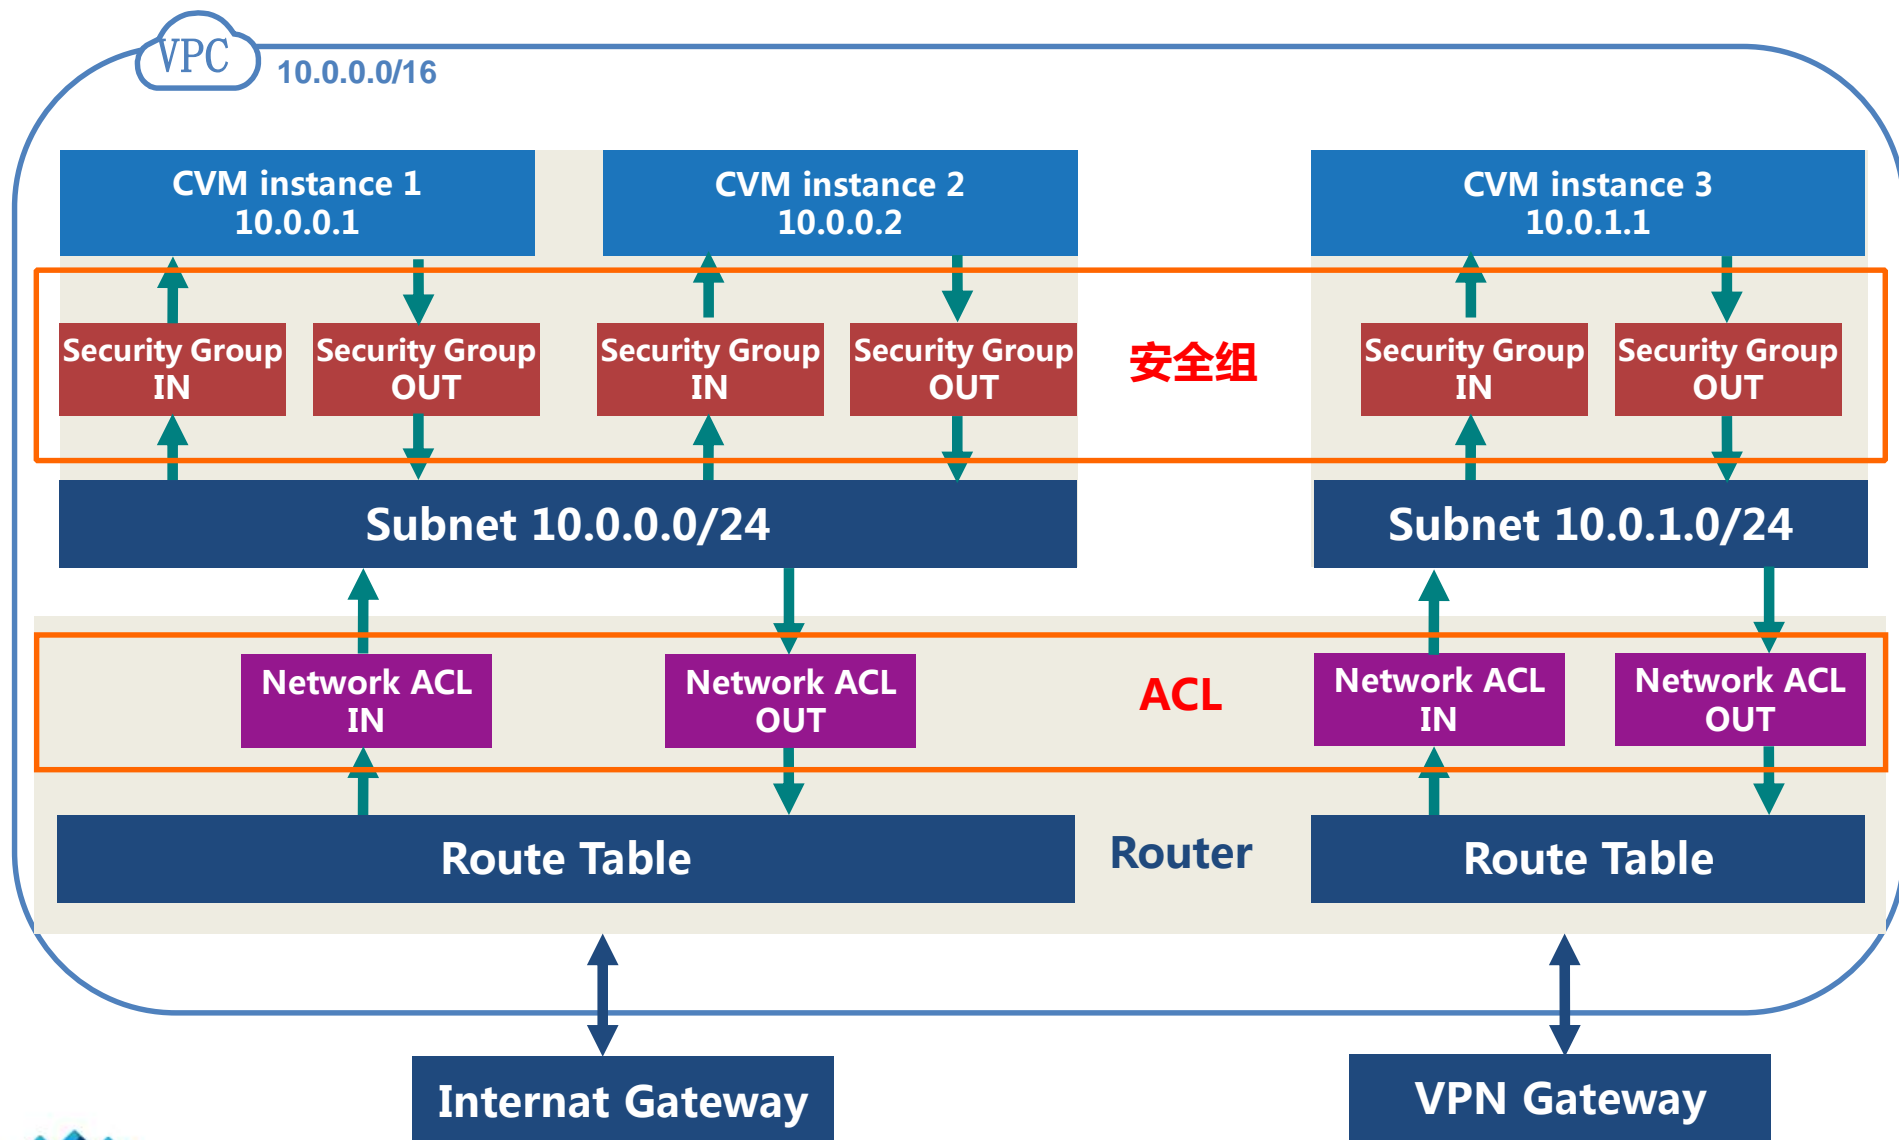 VPC
10.0.0.0/16
CVM instance 1
10.0.0.1
CVM instance 2
10.0.0.2
CVM instance 3
10.0.1.1
Security Group
IN
Security Group
OUT
Security Group
IN
Security Group
OUT
安全组
Security Group
IN
Security Group
OUT
Subnet 10.0.0.0/24
Subnet 10.0.1.0/24
Network ACL
IN
Network ACL
OUT
ACL
Network ACL
IN
Network ACL
OUT
Route Table
Router
Route Table
Internat Gateway
VPN Gateway